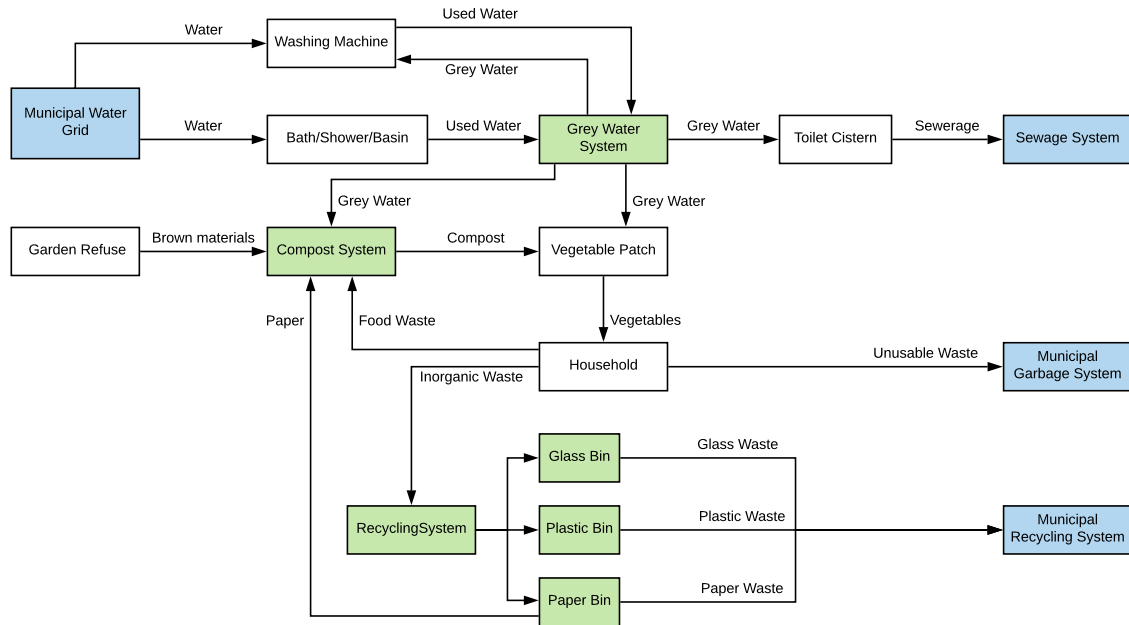 Used Water
Water
Washing Machine
Grey Water
Municipal Water
Grid
Water
Bath/Shower/Basin
Used Water
Grey Water
System
Grey Water
Toilet Cistern
Sewerage
Sewage System
Grey Water
Grey Water
Garden Refuse
Brown materials
Compost System
Compost
Vegetable Patch
Paper
Food Waste
Vegetables
Household
Unusable Waste
Municipal
Garbage System
Inorganic Waste
Glass Bin
Glass Waste
RecyclingSystem
Plastic Bin
Plastic Waste
Municipal
Recycling System
Paper Bin
Paper Waste